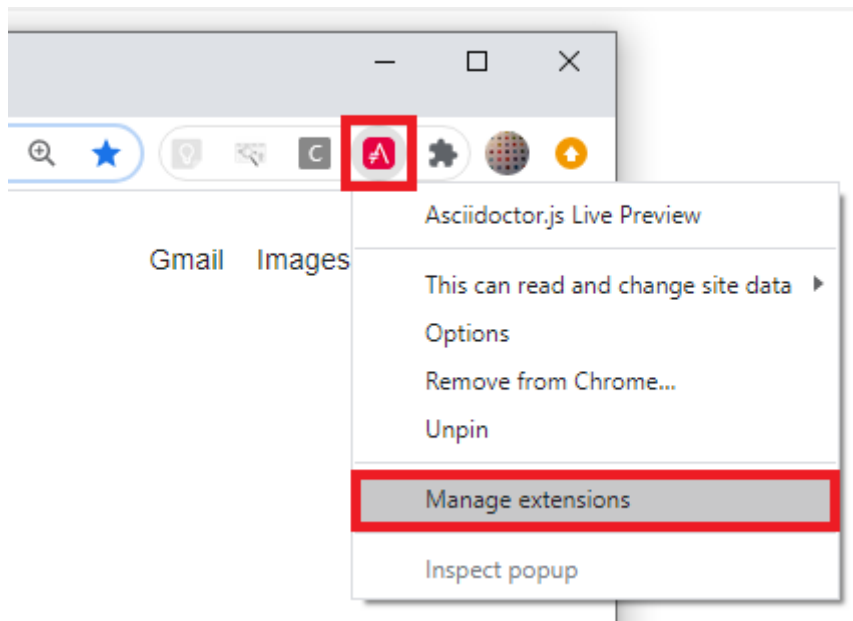 C
Gmail Images
Asciidoctor.js Live Preview
This can read and change site data
Options
Remove from Chrome...
Unpin
Manage extensions
Inspect popup